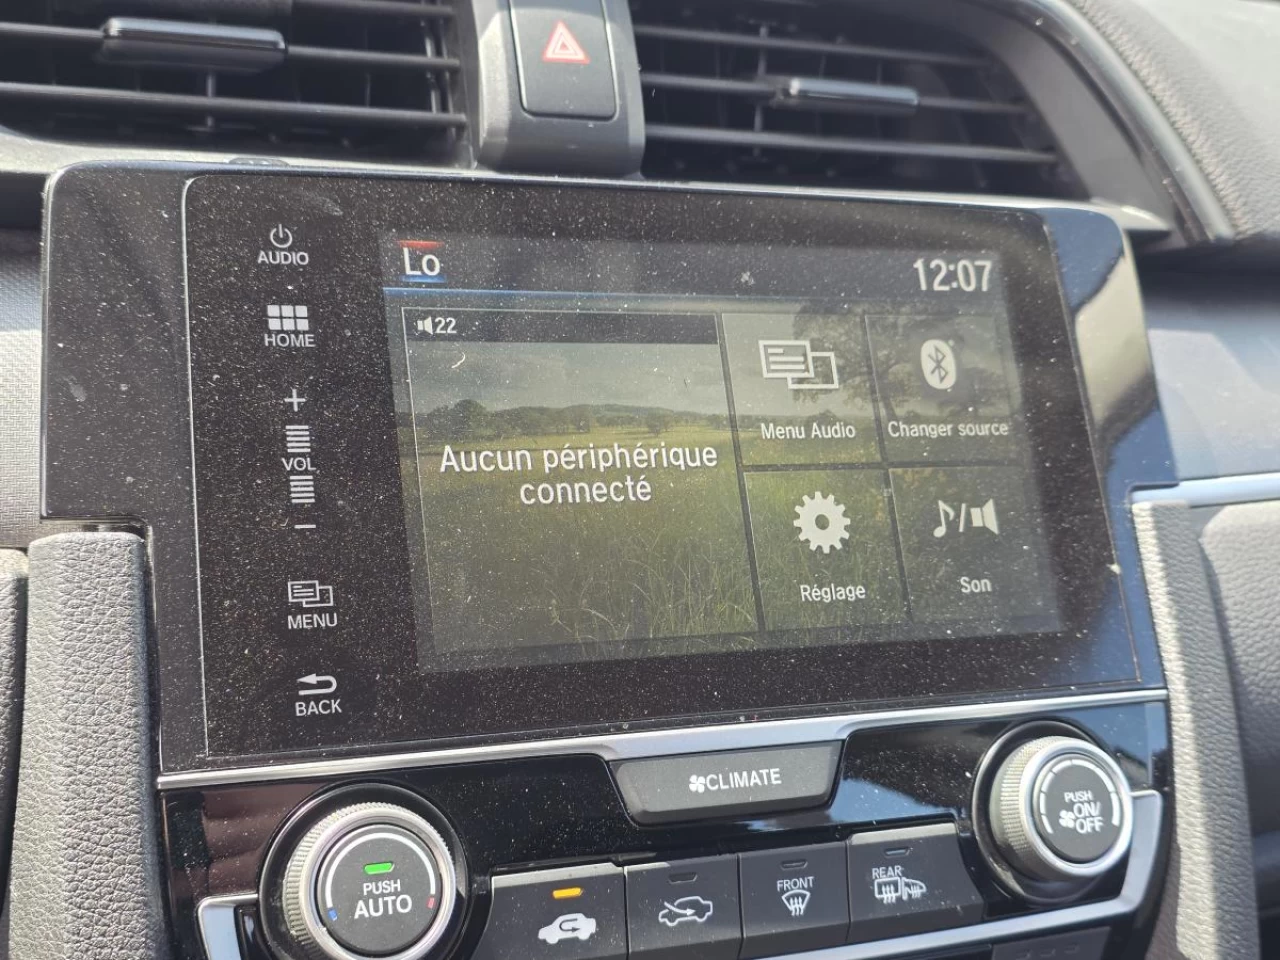 AUDIO
HOME
+
VOL
-
MENU
BACK
Lo
12:07
22
Aucun périphérique
connecté
Menu Audio
Changer source
Réglage
Son
CLIMATE
PUSH
AUTO
FRONT
REAR
PUSH
ON/
OFF